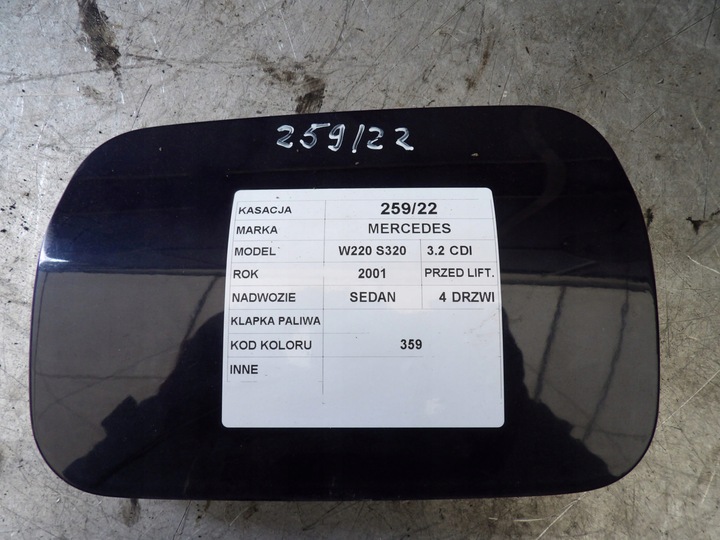 259/22
KASACJA 259/22
MARKA MERCEDES
MODEL W220 S320 3.2 CDI
ROK 2001 PRZED LIFT.
NADWOZIE SEDAN 4 DRZWI
KLAPKA PALIWA
KOD KOLORU 359
INNE